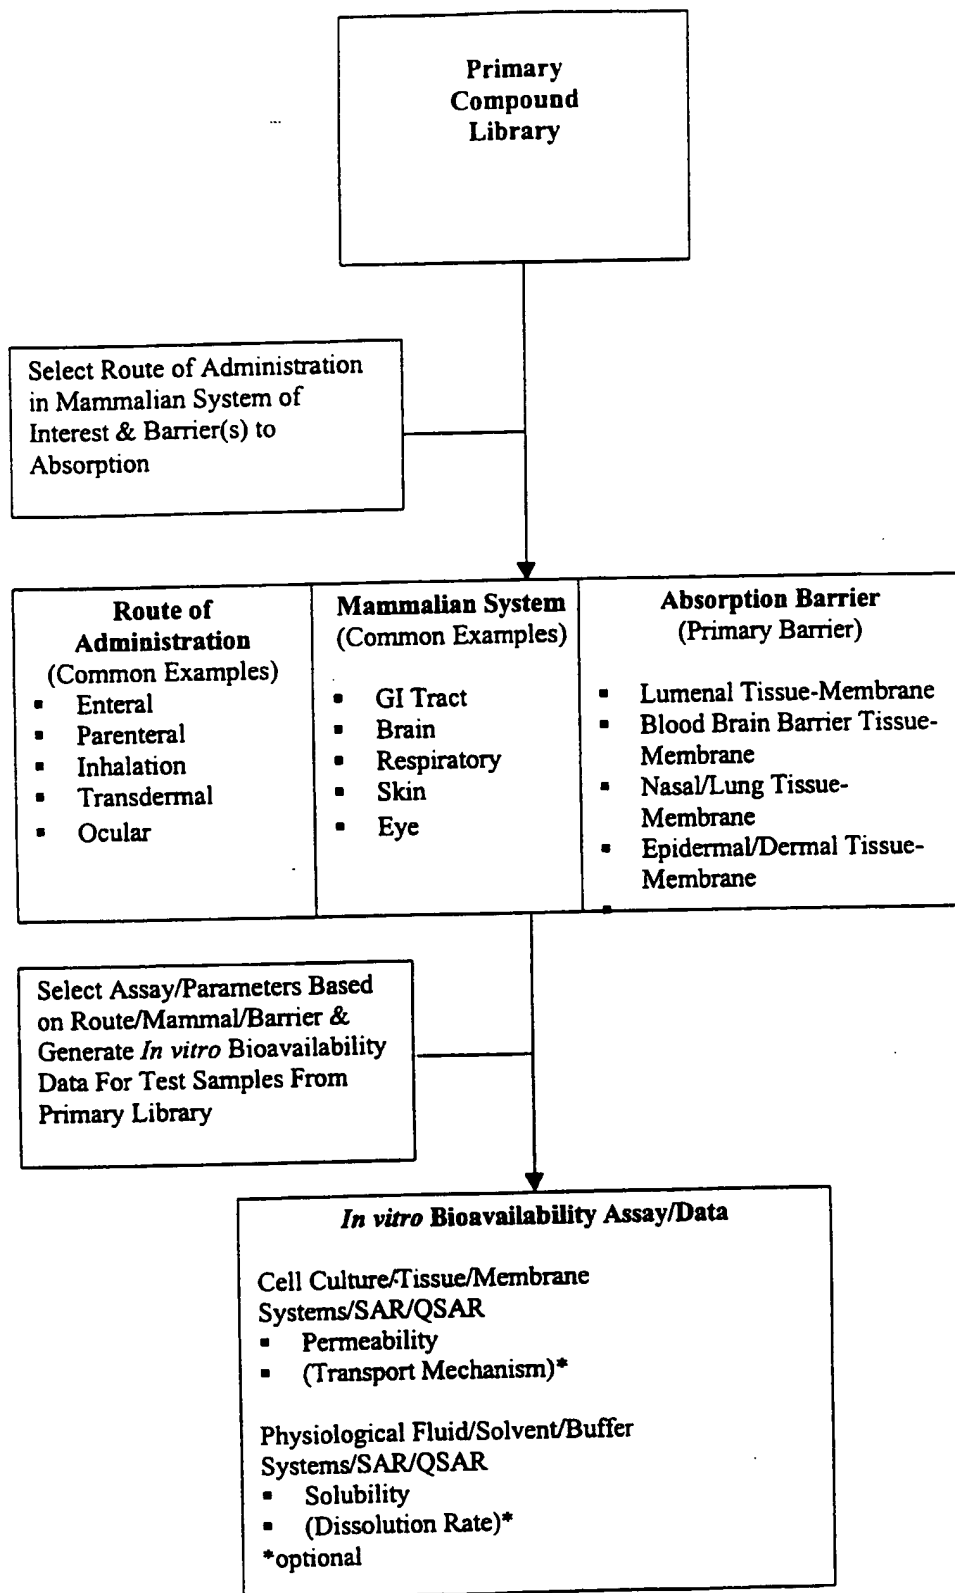 Primary
Compound
Library
Select Route of Administration
in Mammalian System of
Interest & Barrier(s) to
Absorption
Route of
Administration
(Common Examples)
▪ Enteral
▪ Parenteral
▪ Inhalation
▪ Transdermal
▪ Ocular
Mammalian System
(Common Examples)
▪ GI Tract
▪ Brain
▪ Respiratory
▪ Skin
▪ Eye
Absorption Barrier
(Primary Barrier)
▪ Lumenal Tissue-Membrane
▪ Blood Brain Barrier Tissue-
Membrane
▪ Nasal/Lung Tissue-
Membrane
▪ Epidermal/Dermal Tissue-
Membrane
▪
Select Assay/Parameters Based
on Route/Mammal/Barrier &
Generate In vitro Bioavailability
Data For Test Samples From
Primary Library
In vitro Bioavailability Assay/Data
Cell Culture/Tissue/Membrane
Systems/SAR/QSAR
▪ Permeability
▪ (Transport Mechanism)*
Physiological Fluid/Solvent/Buffer
Systems/SAR/QSAR
▪ Solubility
▪ (Dissolution Rate)*
*optional